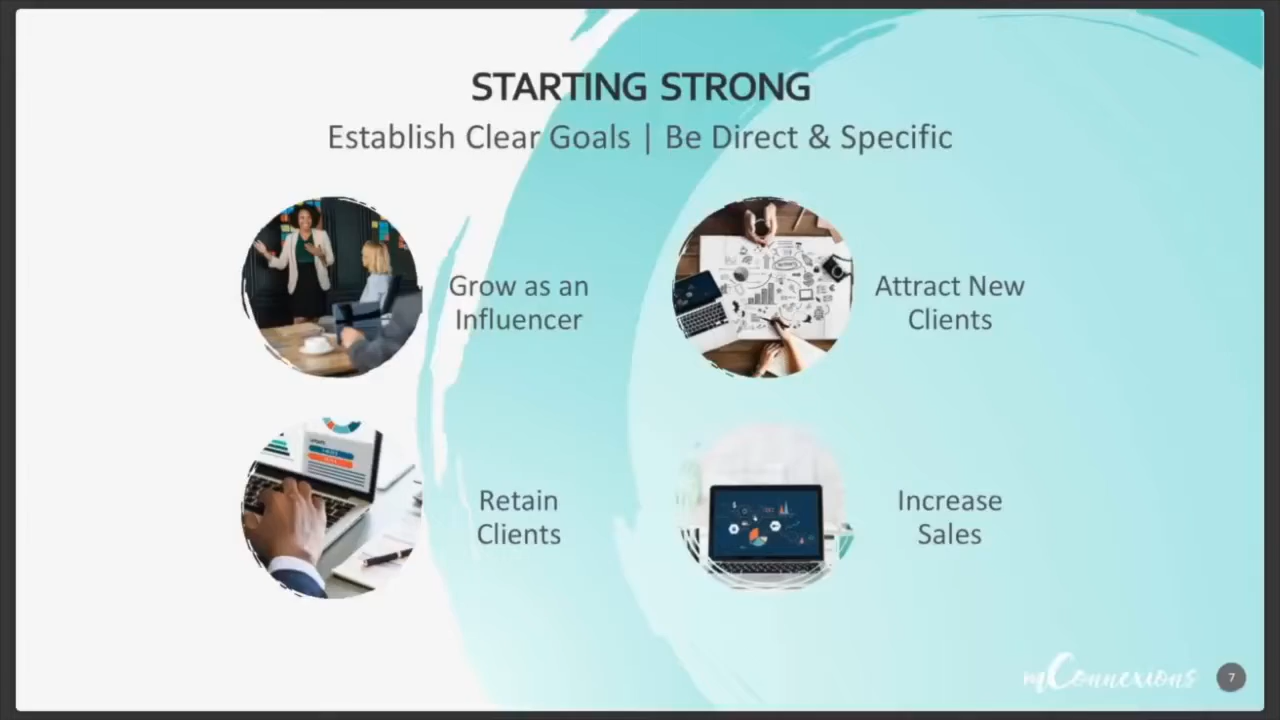 STARTING STRONG
Establish Clear Goals | Be Direct & Specific
Grow as an
Influencer
Attract New
Clients
Retain
Clients
Increase
Sales
mConnexions
7